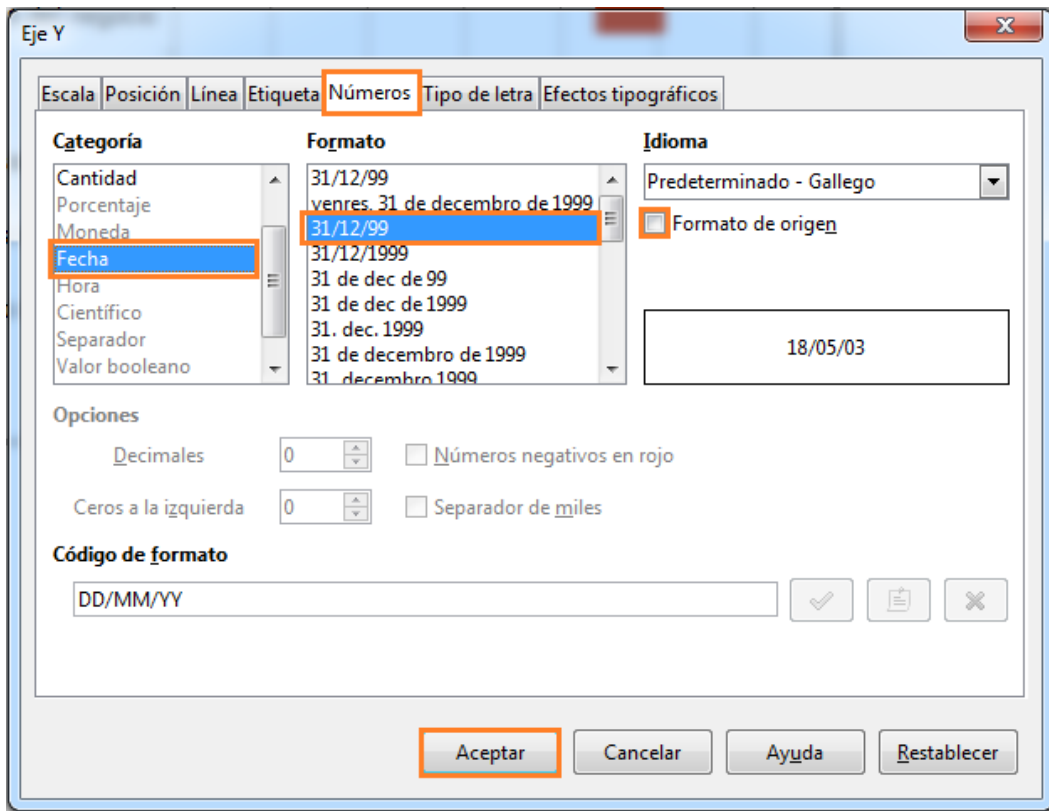 Eje Y
Escala Posición Línea Etiqueta Números Tipo de letra Efectos tipográficos
Categoría
Cantidad
Porcentaje
Moneda
Fecha
Hora
Científico
Separador
Valor booleano
Formato
31/12/99
venres, 31 de decembro de 1999
31/12/99
31/12/1999
31 de dec de 99
31 de dec de 1999
31. dec. 1999
31 de decembro de 1999
31. decembro 1999
Idioma
Predeterminado - Gallego
Formato de origen
18/05/03
Opciones
Decimales 0 Números negativos en rojo
Ceros a la izquierda 0 Separador de miles
Código de formato
DD/MM/YY
Aceptar Cancelar Ayuda Restablecer